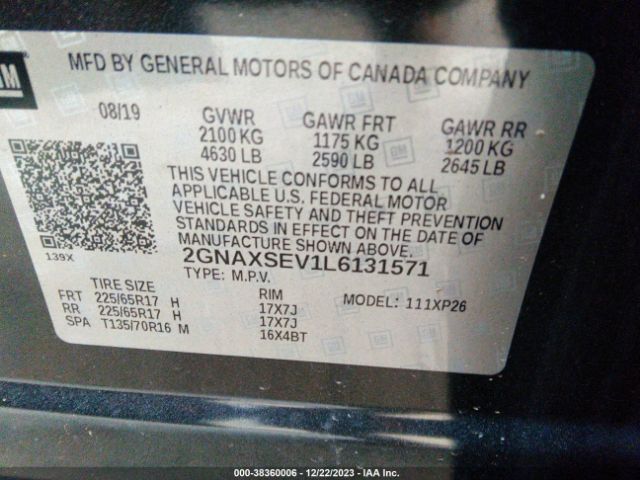 GM
MFD BY GENERAL MOTORS OF CANADA COMPANY
08/19 GVWR GAWR FRT GAWR RR
2100 KG 1175 KG 1200 KG
4630 LB 2590 LB 2645 LB
THIS VEHICLE CONFORMS TO ALL
APPLICABLE U.S. FEDERAL MOTOR
VEHICLE SAFETY AND THEFT PREVENTION
STANDARDS IN EFFECT ON THE DATE OF
MANUFACTURE SHOWN ABOVE.
139X
2GNAXSEV1L6131571
TYPE: M.P.V.
TIRE SIZE RIM MODEL: 111XP26
FRT 225/65R17 H 17X7J
RR 225/65R17 H 17X7J
SPA T135/70R16 M 16X4BT
000-38360006 - 12/22/2023 - IAA Inc.